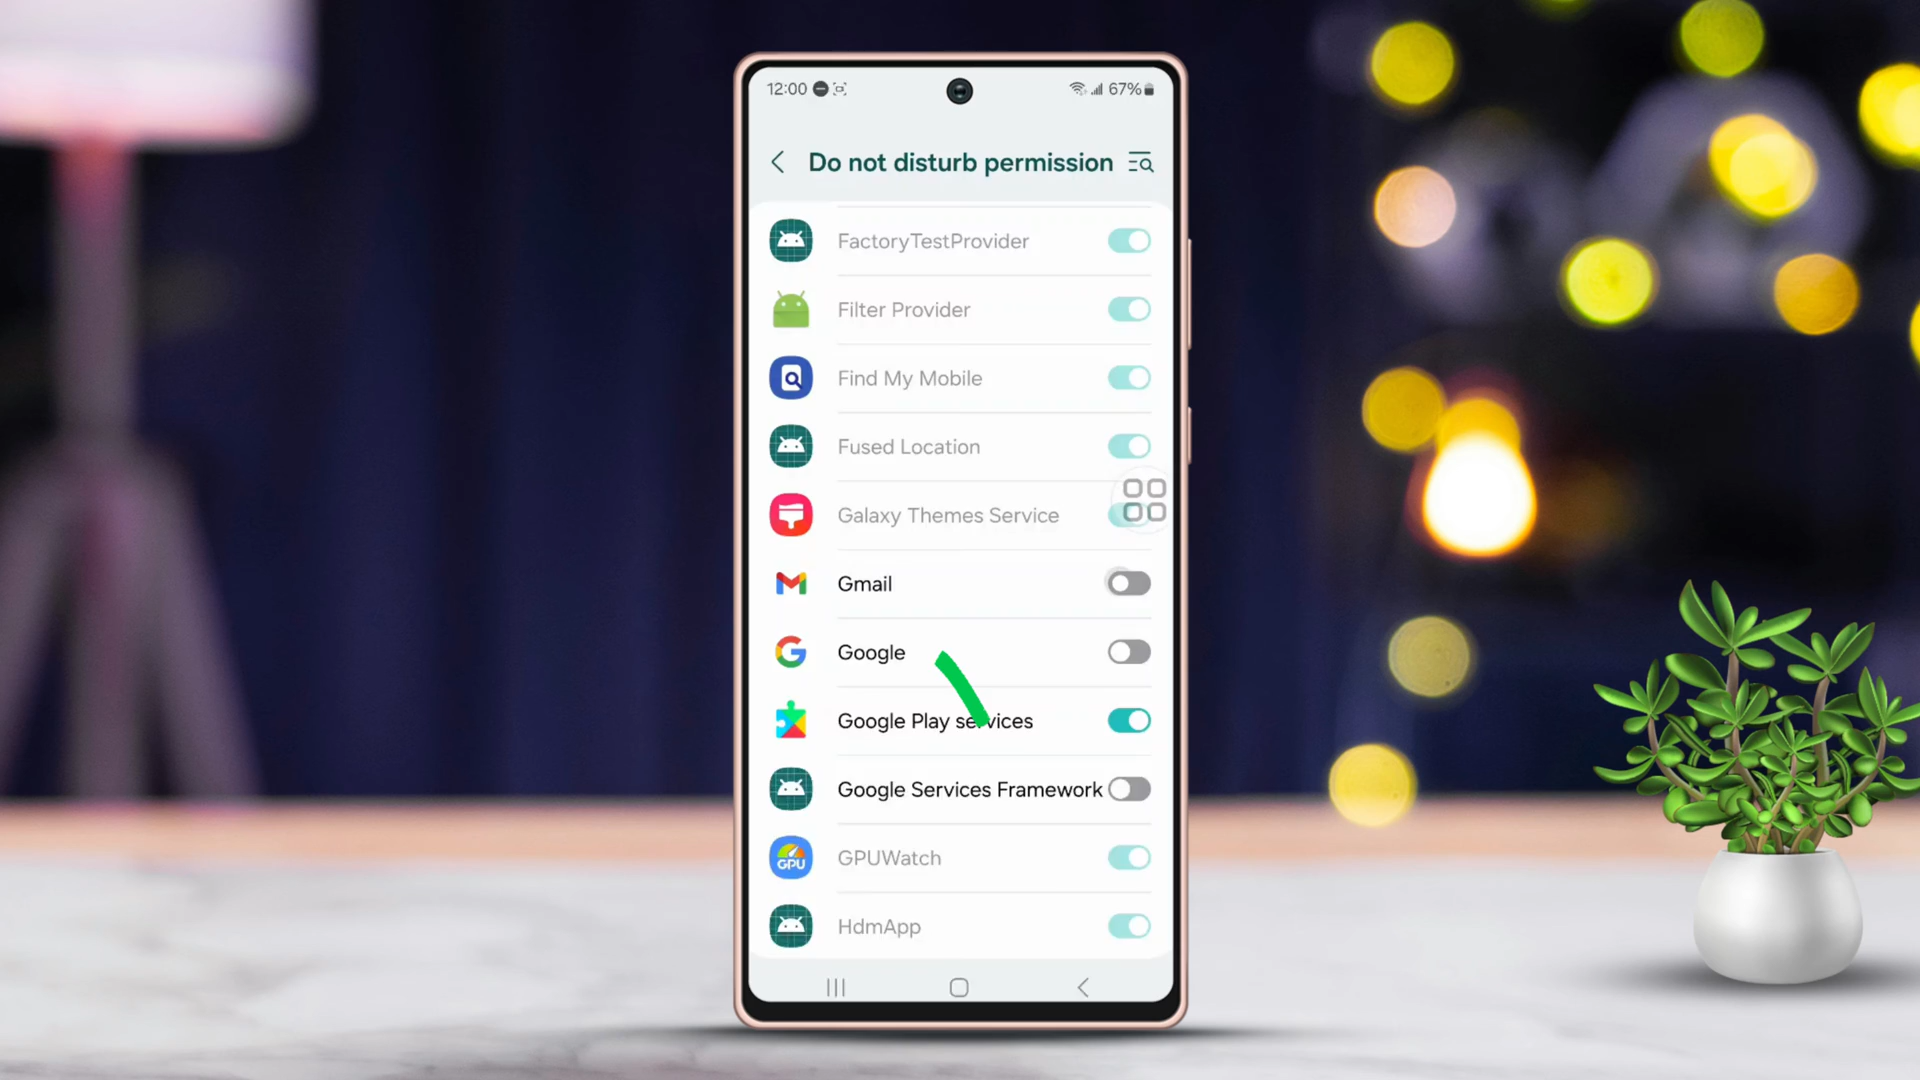 12:00 67%
Do not disturb permission
FactoryTestProvider
Filter Provider
Find My Mobile
Fused Location
Galaxy Themes Service
Gmail
Google
Google Play services
Google Services Framework
GPU GPUWatch
HdmApp